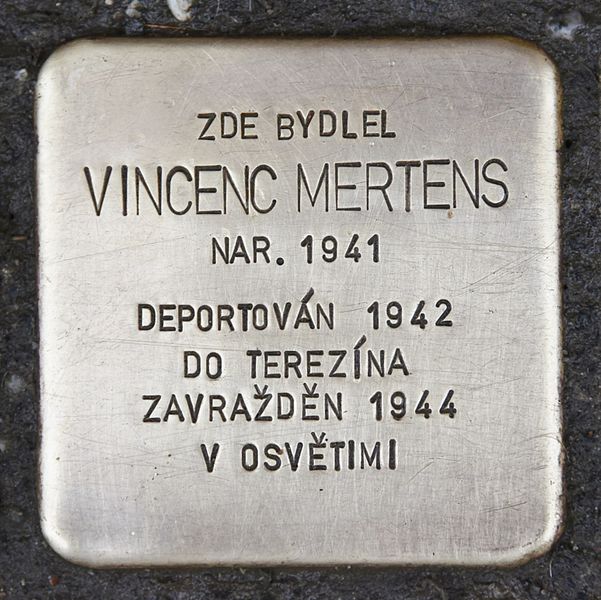 ZDE BYDLEL
VINCENC MERTENS
NAR. 1941
DEPORTOVÁN 1942
DO TEREZÍNA
ZAVRAŽDĚN 1944
V OSVĚTIMI